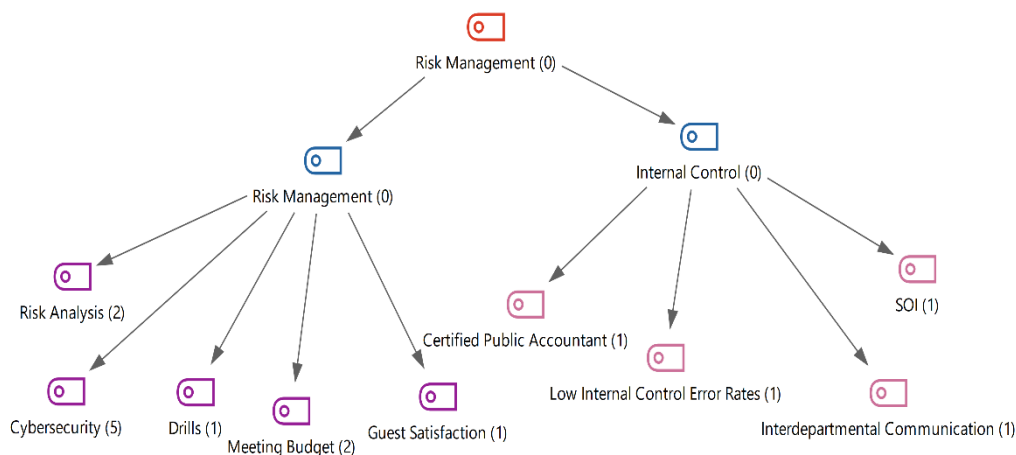 Risk Management (0)
Internal Control (0)
Risk Management (0)
Risk Analysis (2)
SOI (1)
Certified Public Accountant (1)
Low Internal Control Error Rates (1)
Cybersecurity (5)
Drills (1)
Meeting Budget (2)
Guest Satisfaction (1)
Interdepartmental Communication (1)